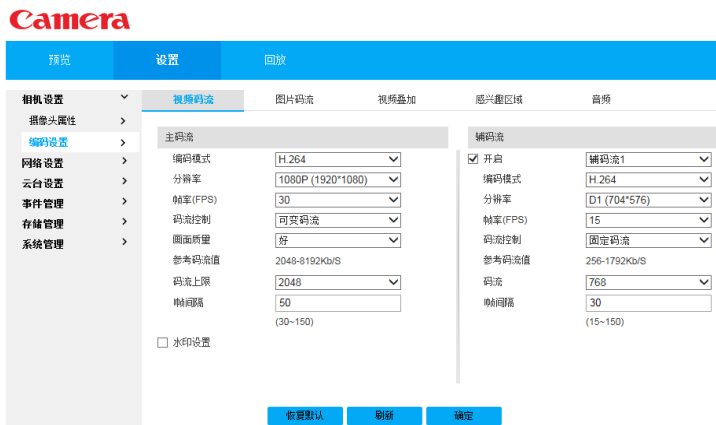 Camera
预览 设置 回放
相机设置
摄像头属性
编码设置
网络设置
云台设置
事件管理
存储管理
系统管理
视频码流 图片码流 视频叠加 感兴趣区域 音频
主码流
编码模式 H.264
分辨率 1080P (1920*1080)
帧率(FPS) 30
码流控制 可变码流
画面质量 好
参考码流值 2048-8192Kb/S
码流上限 2048
I帧间隔 50
(30~150)
水印设置
辅码流
开启 辅码流1
编码模式 H.264
分辨率 D1 (704*576)
帧率(FPS) 15
码流控制 固定码流
参考码流值 256-1792Kb/S
码流 768
I帧间隔 30
(15~150)
恢复默认 刷新 确定